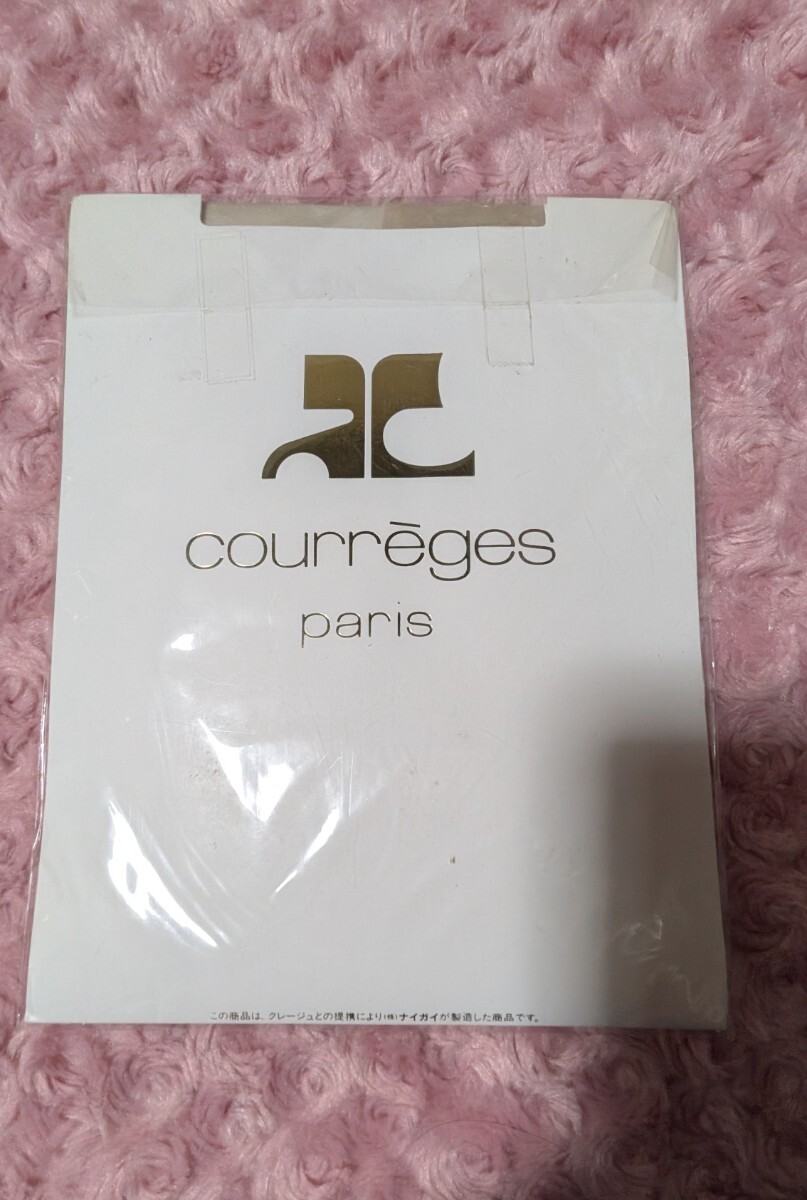 courrèges
paris
この商品は、クレージュとの提携により(株)ナイガイが製造した商品です。